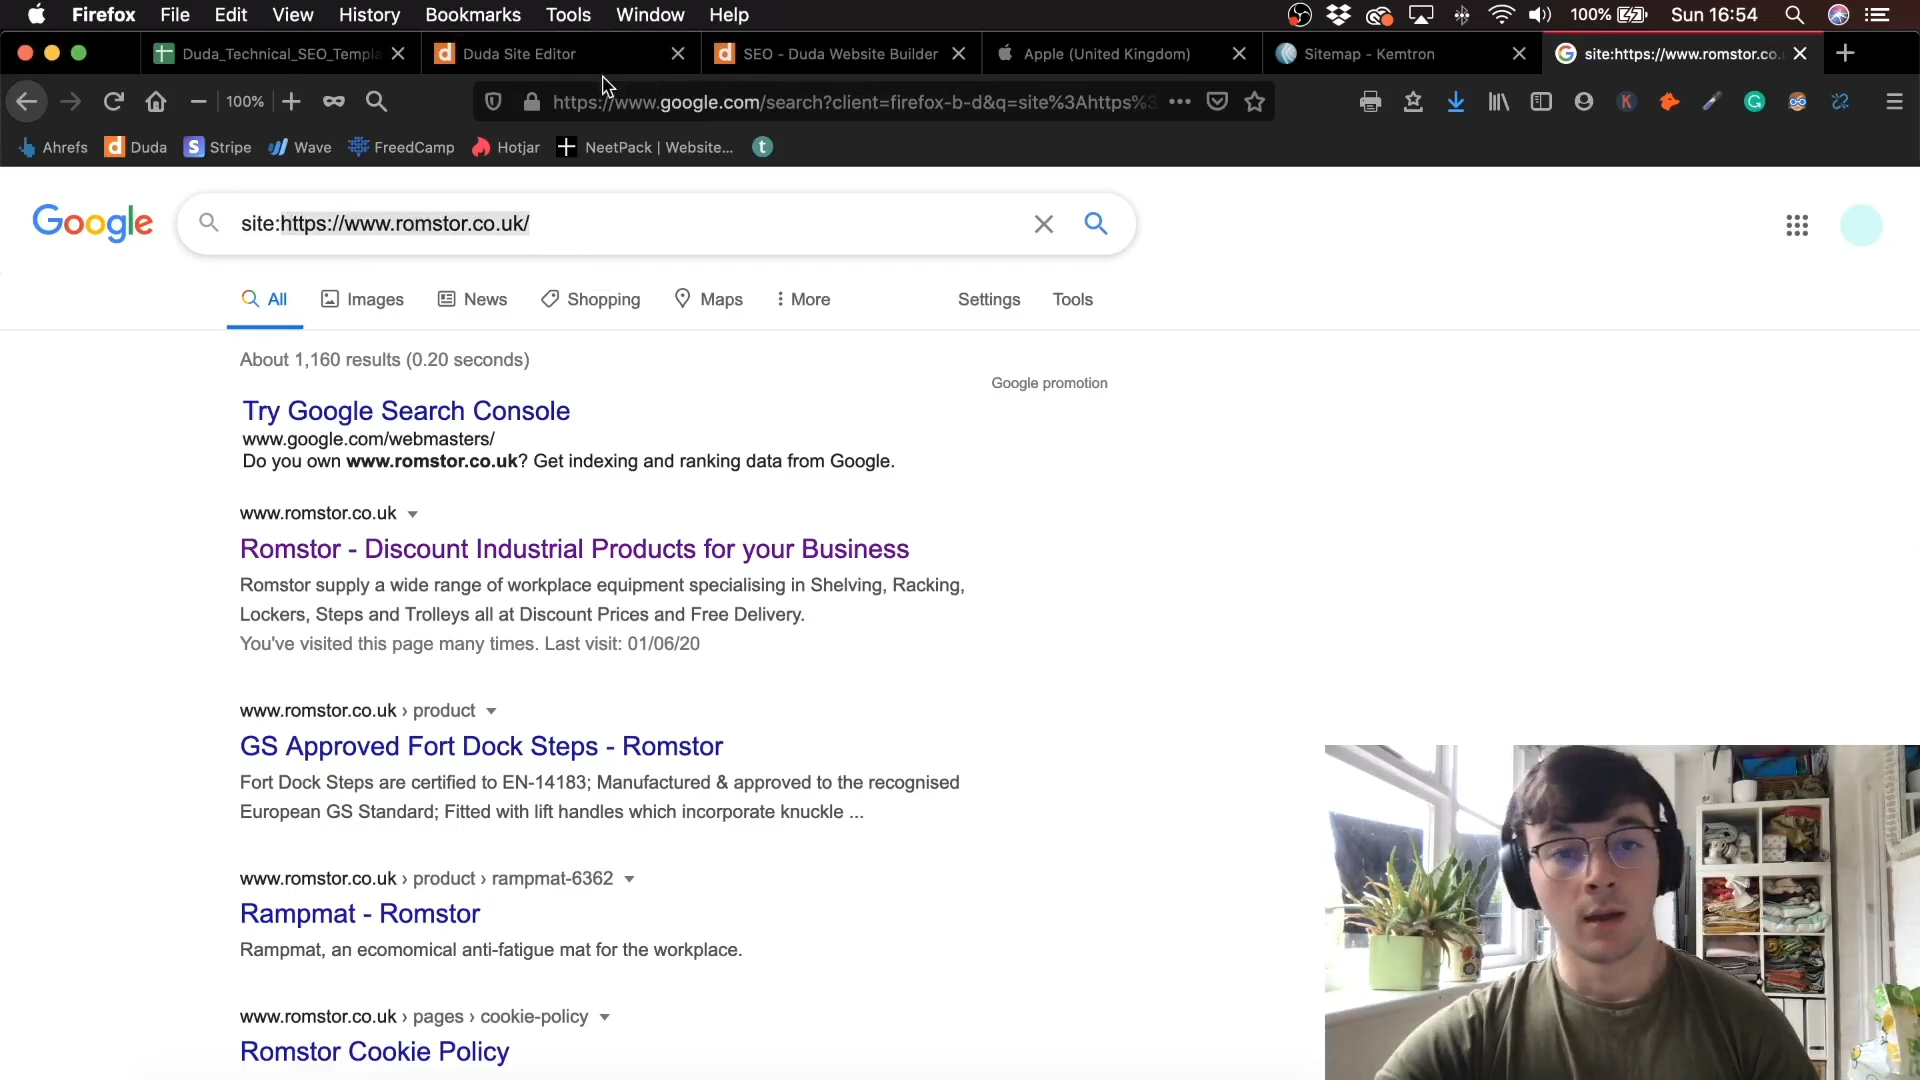 Firefox File Edit View History Bookmarks Tools Window Help 100% Sun 16:54
Duda_Technical_SEO_Templa Duda Site Editor SEO - Duda Website Builder Apple (United Kingdom) Sitemap - Kemtron site:https://www.romstor.co.
100% https://www.google.com/search?client=firefox-b-d&q=site%3Ahttps%3
Ahrefs Duda Stripe Wave FreedCamp Hotjar NeetPack | Website... t
Google site:https://www.romstor.co.uk/
All Images News Shopping Maps More Settings Tools
About 1,160 results (0.20 seconds)
Google promotion
Try Google Search Console
www.google.com/webmasters/
Do you own www.romstor.co.uk? Get indexing and ranking data from Google.
www.romstor.co.uk
Romstor - Discount Industrial Products for your Business
Romstor supply a wide range of workplace equipment specialising in Shelving, Racking,
Lockers, Steps and Trolleys all at Discount Prices and Free Delivery.
You've visited this page many times. Last visit: 01/06/20
www.romstor.co.uk › product
GS Approved Fort Dock Steps - Romstor
Fort Dock Steps are certified to EN-14183; Manufactured & approved to the recognised
European GS Standard; Fitted with lift handles which incorporate knuckle ...
www.romstor.co.uk › product › rampmat-6362
Rampmat - Romstor
Rampmat, an ecomomical anti-fatigue mat for the workplace.
www.romstor.co.uk › pages › cookie-policy
Romstor Cookie Policy